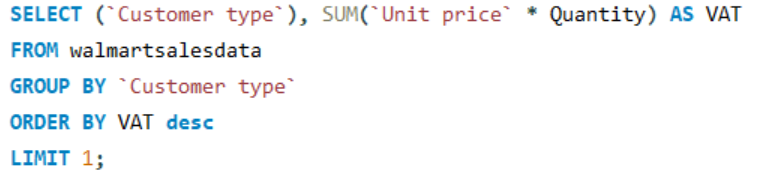 SELECT (`Customer type`), SUM(`Unit price` * Quantity) AS VAT
FROM walmartsalesdata
GROUP BY `Customer type`
ORDER BY VAT desc
LIMIT 1;